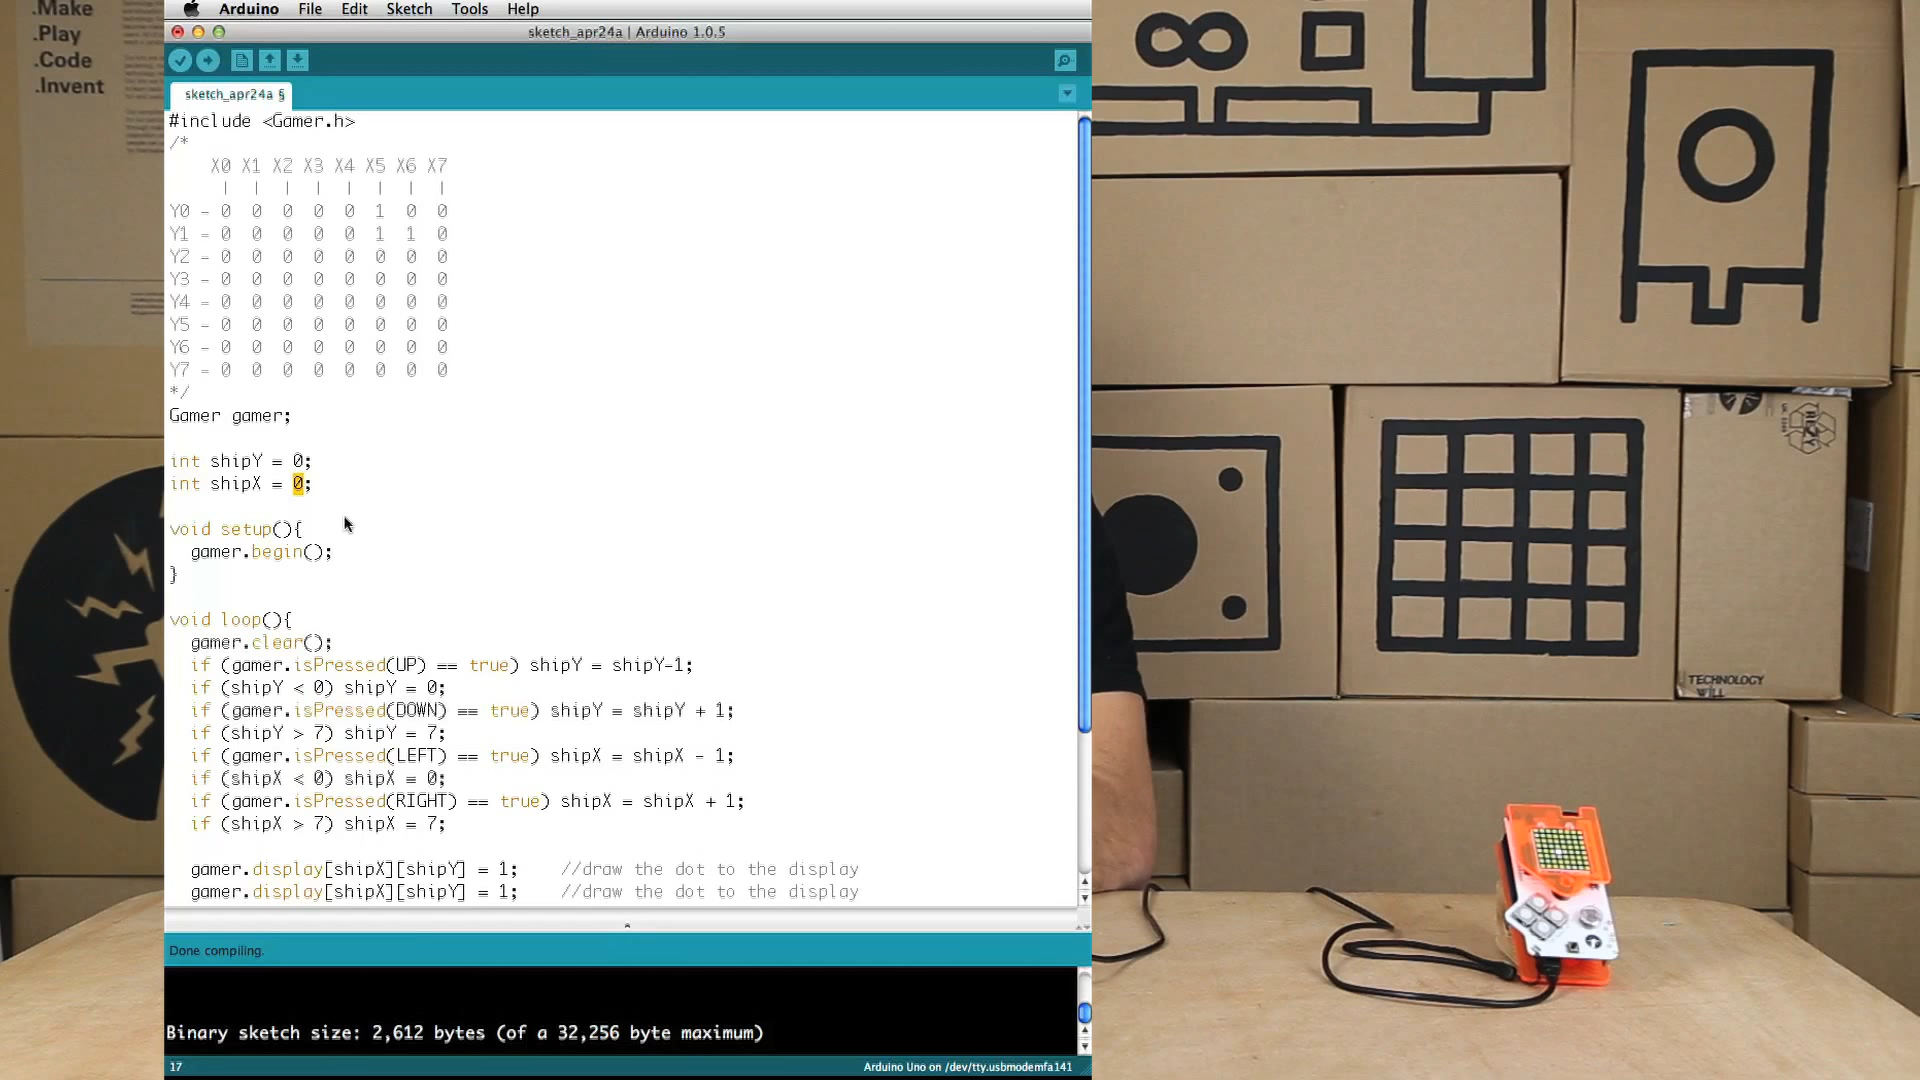 .Make
.Play
.Code
.Invent
Arduino File Edit Sketch Tools Help
sketch_apr24a | Arduino 1.0.5
sketch_apr24a §
#include <Gamer.h>
/*
X0 X1 X2 X3 X4 X5 X6 X7
| | | | | | | |
Y0 - 0 0 0 0 0 1 0 0
Y1 - 0 0 0 0 0 1 1 0
Y2 - 0 0 0 0 0 0 0 0
Y3 - 0 0 0 0 0 0 0 0
Y4 - 0 0 0 0 0 0 0 0
Y5 - 0 0 0 0 0 0 0 0
Y6 - 0 0 0 0 0 0 0 0
Y7 - 0 0 0 0 0 0 0 0
*/
Gamer gamer;
int shipY = 0;
int shipX = 0;
void setup(){
gamer.begin();
}
void loop(){
gamer.clear();
if (gamer.isPressed(UP) == true) shipY = shipY-1;
if (shipY < 0) shipY = 0;
if (gamer.isPressed(DOWN) == true) shipY = shipY + 1;
if (shipY > 7) shipY = 7;
if (gamer.isPressed(LEFT) == true) shipX = shipX - 1;
if (shipX < 0) shipX = 0;
if (gamer.isPressed(RIGHT) == true) shipX = shipX + 1;
if (shipX > 7) shipX = 7;
gamer.display[shipX][shipY] = 1; //draw the dot to the display
gamer.display[shipX][shipY] = 1; //draw the dot to the display
Done compiling.
Binary sketch size: 2,612 bytes (of a 32,256 byte maximum)
17
Arduino Uno on /dev/tty.usbmodemfa141
TECHNOLOGY
WILL